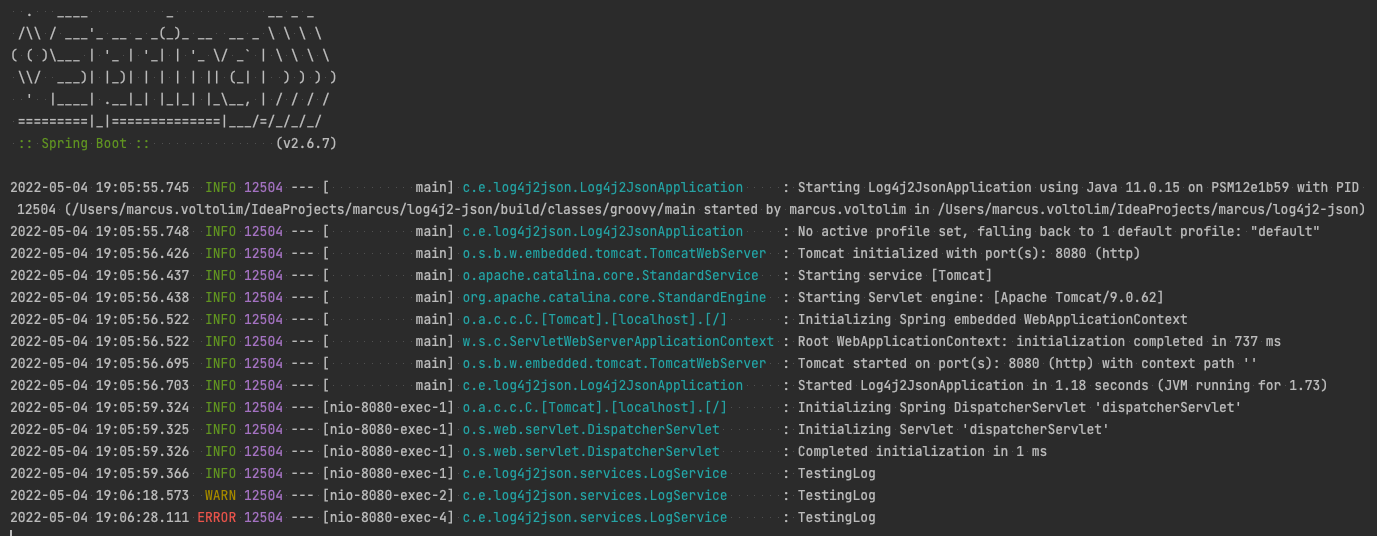 .   ____          _            __ _ _
 /\\ / ___'_ __ _ _(_)_ __  __ _ \ \ \ \
( ( )\___ | '_ | '_| | '_ \/ _` | \ \ \ \
 \\/  ___)| |_)| | | | | || (_| |  ) ) ) )
  '  |____| .__|_| |_|_| |_\__, | / / / /
 =========|_|==============|___/=/_/_/_/
 :: Spring Boot ::                (v2.6.7)
2022-05-04 19:05:55.745  INFO 12504 --- [           main] c.e.log4j2json.Log4j2JsonApplication     : Starting Log4j2JsonApplication using Java 11.0.15 on PSM12e1b59 with PID
 12504 (/Users/marcus.voltolim/IdeaProjects/marcus/log4j2-json/build/classes/groovy/main started by marcus.voltolim in /Users/marcus.voltolim/IdeaProjects/marcus/log4j2-json)
2022-05-04 19:05:55.748  INFO 12504 --- [           main] c.e.log4j2json.Log4j2JsonApplication     : No active profile set, falling back to 1 default profile: "default"
2022-05-04 19:05:56.426  INFO 12504 --- [           main] o.s.b.w.embedded.tomcat.TomcatWebServer  : Tomcat initialized with port(s): 8080 (http)
2022-05-04 19:05:56.437  INFO 12504 --- [           main] o.apache.catalina.core.StandardService   : Starting service [Tomcat]
2022-05-04 19:05:56.438  INFO 12504 --- [           main] org.apache.catalina.core.StandardEngine  : Starting Servlet engine: [Apache Tomcat/9.0.62]
2022-05-04 19:05:56.522  INFO 12504 --- [           main] o.a.c.c.C.[Tomcat].[localhost].[/]       : Initializing Spring embedded WebApplicationContext
2022-05-04 19:05:56.522  INFO 12504 --- [           main] w.s.c.ServletWebServerApplicationContext : Root WebApplicationContext: initialization completed in 737 ms
2022-05-04 19:05:56.695  INFO 12504 --- [           main] o.s.b.w.embedded.tomcat.TomcatWebServer  : Tomcat started on port(s): 8080 (http) with context path ''
2022-05-04 19:05:56.703  INFO 12504 --- [           main] c.e.log4j2json.Log4j2JsonApplication     : Started Log4j2JsonApplication in 1.18 seconds (JVM running for 1.73)
2022-05-04 19:05:59.324  INFO 12504 --- [nio-8080-exec-1] o.a.c.c.C.[Tomcat].[localhost].[/]       : Initializing Spring DispatcherServlet 'dispatcherServlet'
2022-05-04 19:05:59.325  INFO 12504 --- [nio-8080-exec-1] o.s.web.servlet.DispatcherServlet        : Initializing Servlet 'dispatcherServlet'
2022-05-04 19:05:59.326  INFO 12504 --- [nio-8080-exec-1] o.s.web.servlet.DispatcherServlet        : Completed initialization in 1 ms
2022-05-04 19:05:59.366  INFO 12504 --- [nio-8080-exec-1] c.e.log4j2json.services.LogService       : TestingLog
2022-05-04 19:06:18.573  WARN 12504 --- [nio-8080-exec-2] c.e.log4j2json.services.LogService       : TestingLog
2022-05-04 19:06:28.111 ERROR 12504 --- [nio-8080-exec-4] c.e.log4j2json.services.LogService       : TestingLog